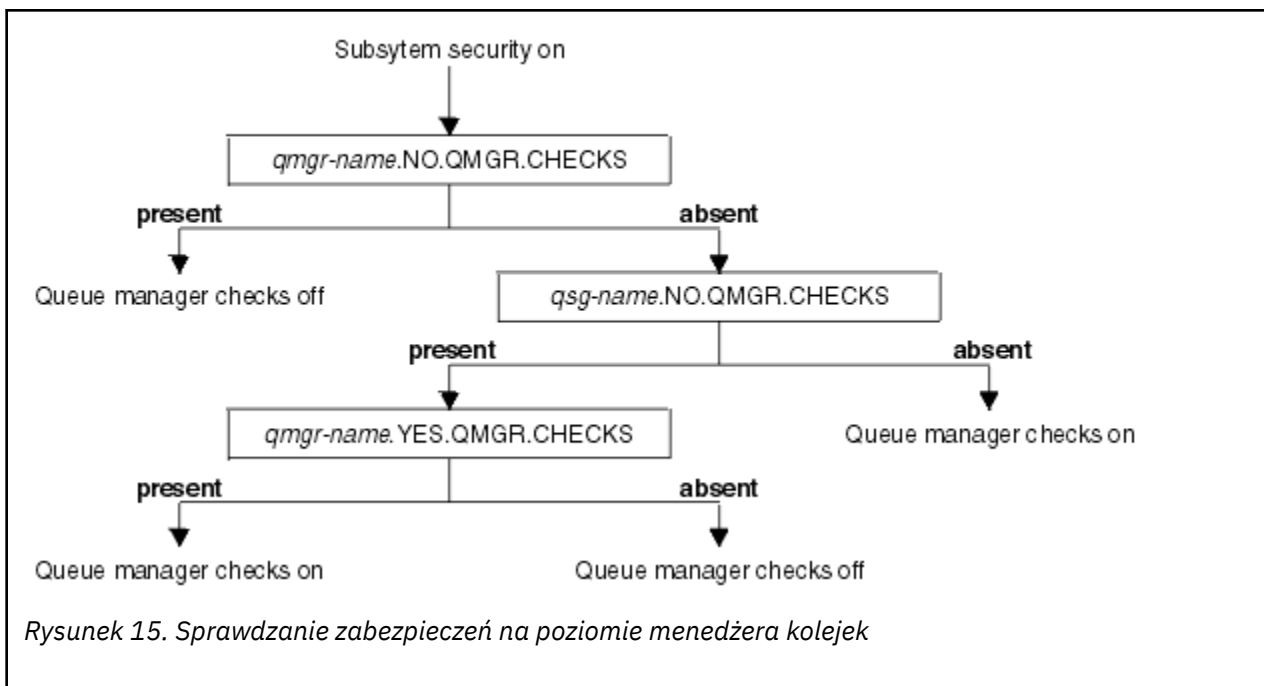 Subsytem security on
qmgr-name.NO.QMGR.CHECKS
present absent
Queue manager checks off
qsg-name.NO.QMGR.CHECKS
present absent
qmgr-name.YES.QMGR.CHECKS
Queue manager checks on
present absent
Queue manager checks on Queue manager checks off
Rysunek 15. Sprawdzanie zabezpieczeń na poziomie menedżera kolejek